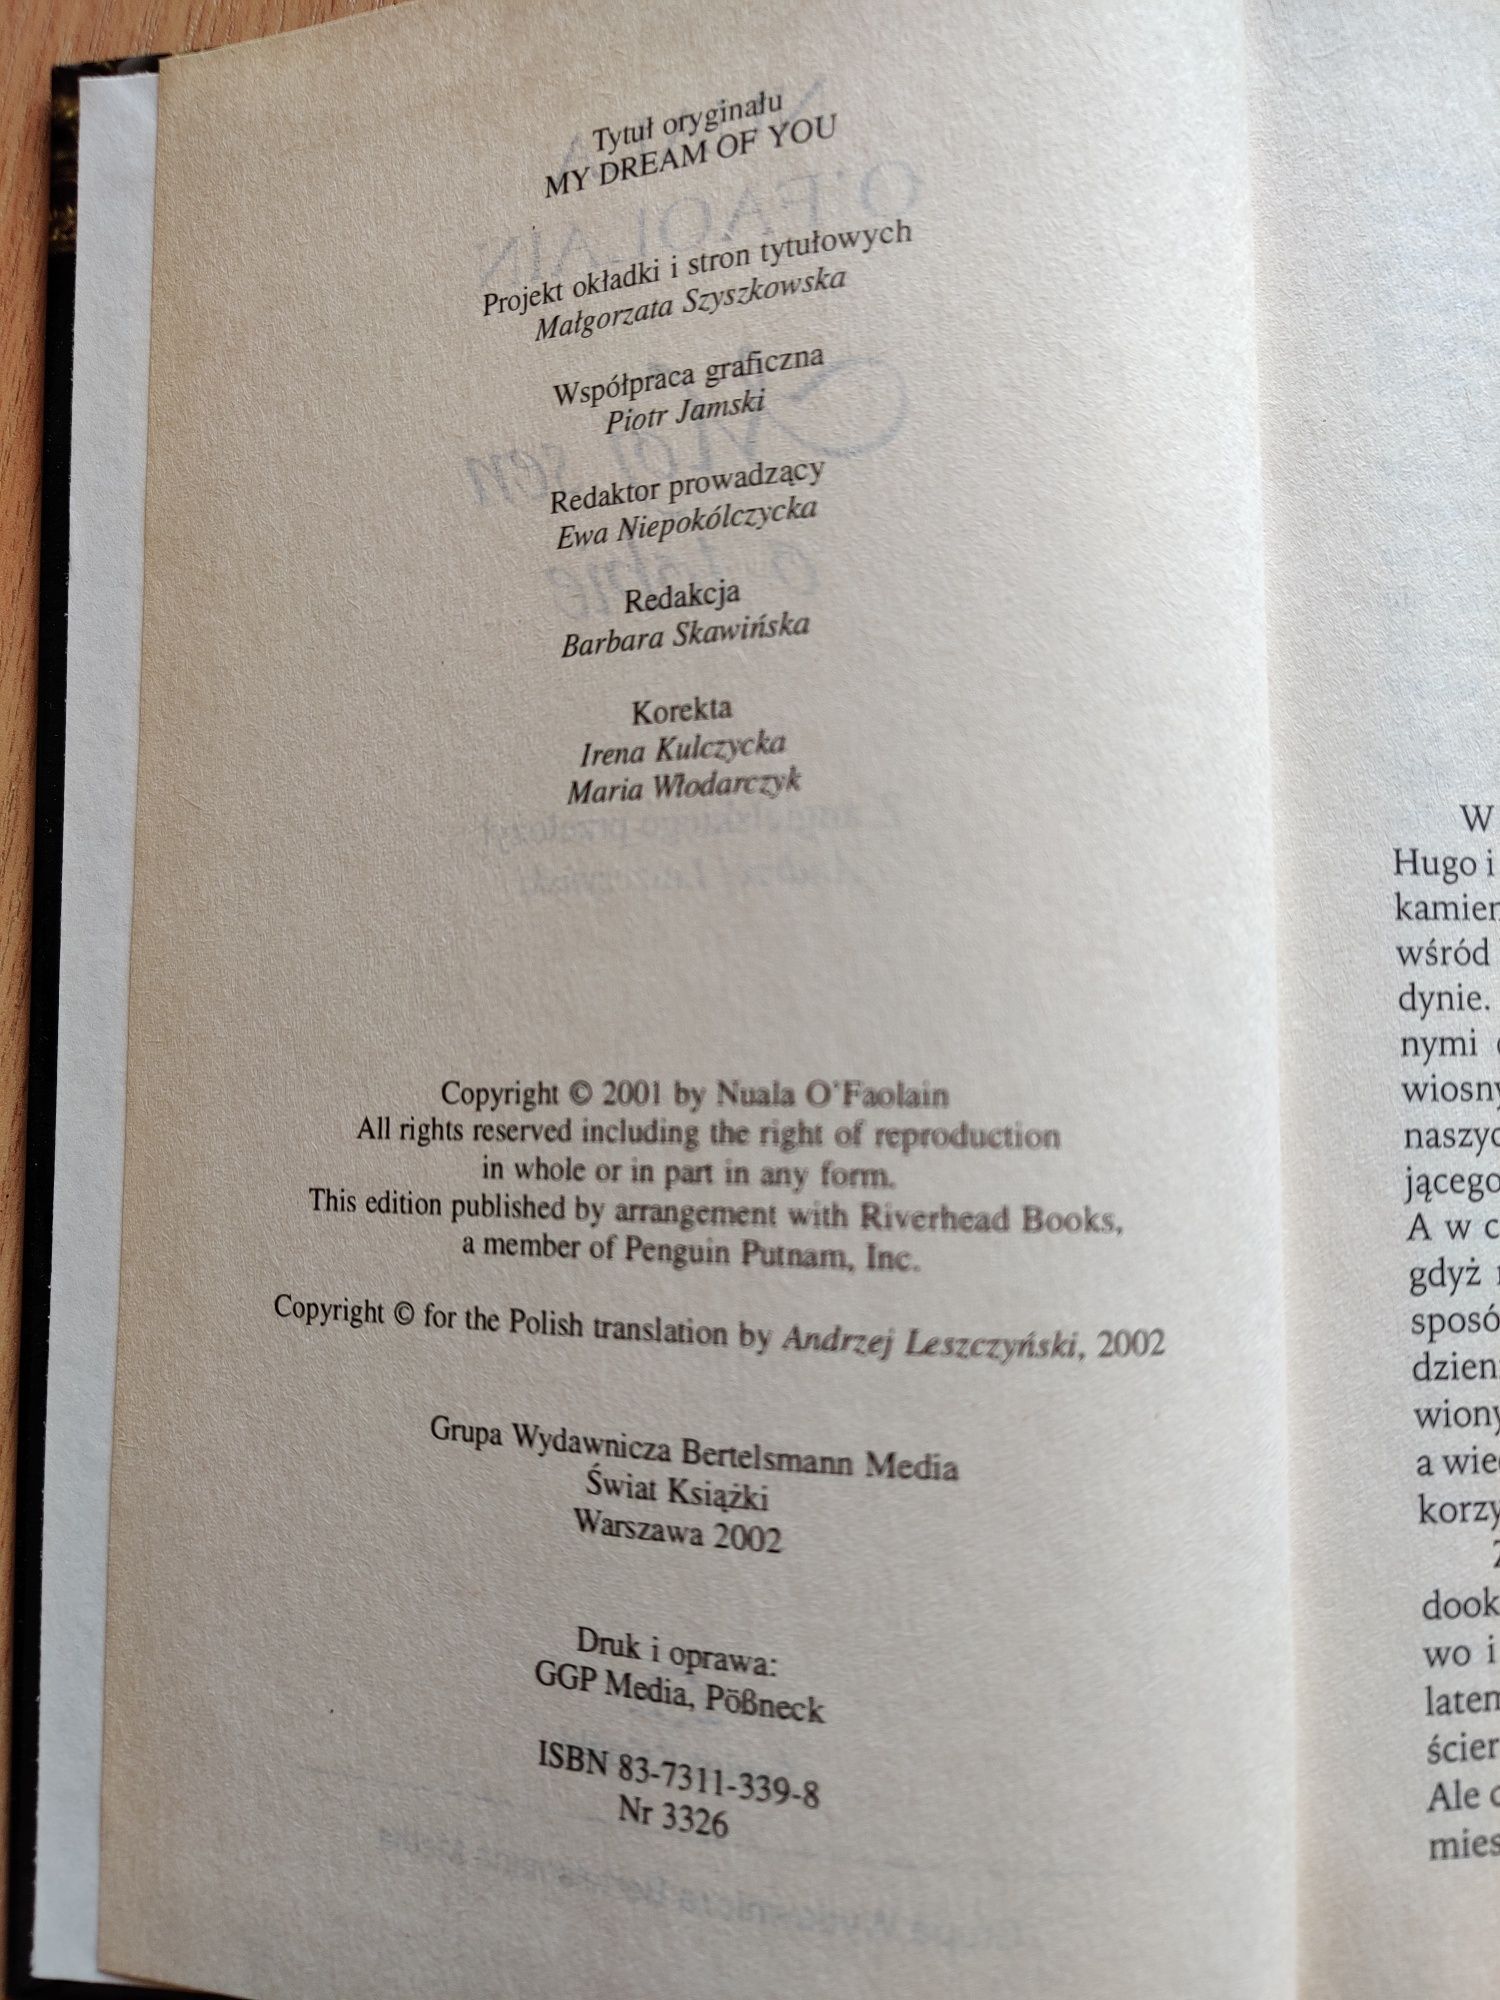 Tytuł oryginału
MY DREAM OF YOU
Projekt okładki i stron tytułowych
Małgorzata Szyszkowska
Współpraca graficzna
Piotr Jamski
Redaktor prowadzący
Ewa Niepokólczycka
Redakcja
Barbara Skawińska
Korekta
Irena Kulczycka
Maria Włodarczyk
Copyright © 2001 by Nuala O'Faolain
All rights reserved including the right of reproduction
in whole or in part in any form.
This edition published by arrangement with Riverhead Books,
a member of Penguin Putnam, Inc.
Copyright © for the Polish translation by Andrzej Leszczyński, 2002
Grupa Wydawnicza Bertelsmann Media
Świat Książki
Warszawa 2002
Druk i oprawa:
GGP Media, Pößneck
ISBN 83-7311-339-8
Nr 3326
W
Hugo i
kamien
wśród
dynie.
nymi
wiosny
naszyc
jącego
A w c
gdyż
sposó
dzien
wiony
a wie
korzy
Z
dook
wo i
latem
ścier
Ale
mies